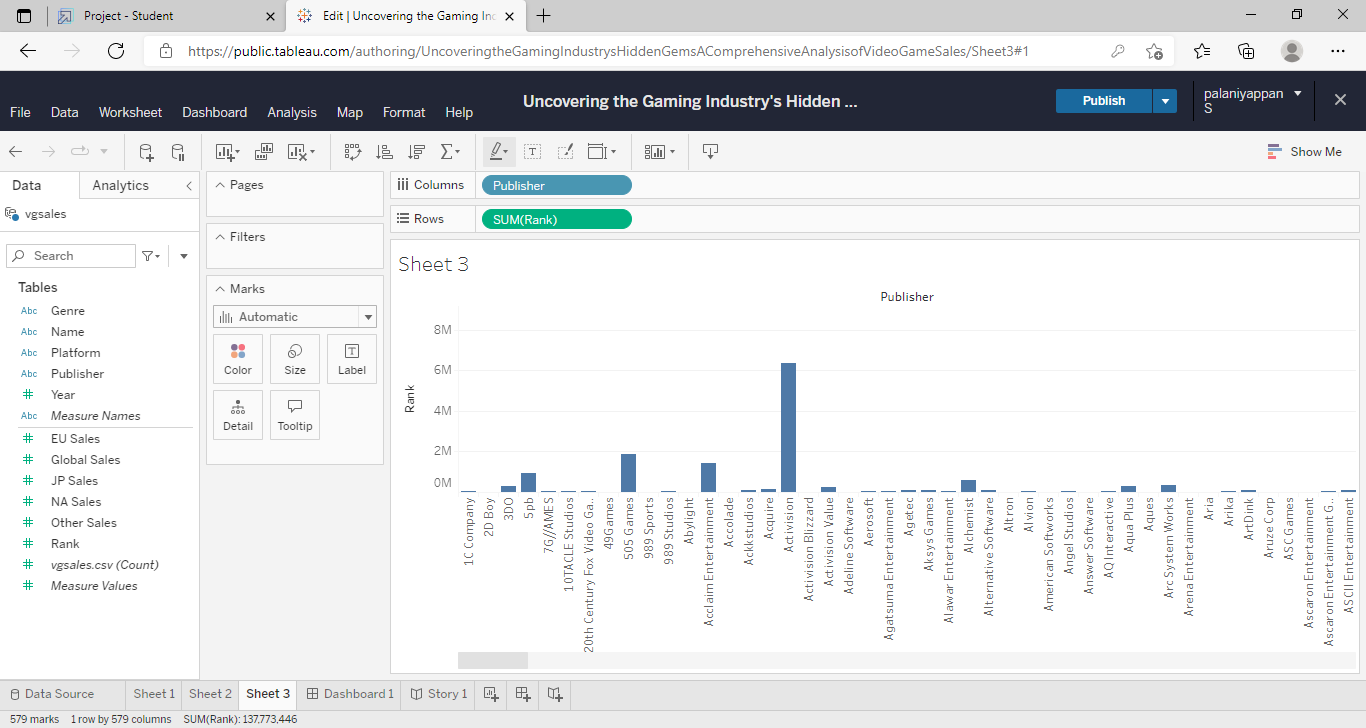 Project - Student
Edit | Uncovering the Gaming Inc
https://public.tableau.com/authoring/UncoveringtheGamingIndustrysHiddenGemsAComprehensiveAnalysisofVideoGameSales/Sheet3#1
File Data Worksheet Dashboard Analysis Map Format Help
Uncovering the Gaming Industry's Hidden ...
Publish
palaniyappan
S
Show Me
Data Analytics
vgsales
Search
Tables
Abc Genre
Abc Name
Abc Platform
Abc Publisher
Year
Abc Measure Names
EU Sales
Global Sales
JP Sales
NA Sales
Other Sales
Rank
vgsales.csv (Count)
Measure Values
Pages
Filters
Marks
Automatic
Color Size Label
Detail Tooltip
Columns Publisher
Rows SUM(Rank)
Sheet 3
Publisher
Rank
8M
6M
4M
2M
0M
1C Company
2D Boy
3DO
5pb
7G//AMES
10TACLE Studios
20th Century Fox Video Ga..
49Games
505 Games
989 Sports
989 Studios
Abylight
Acclaim Entertainment
Accolade
Ackkstudios
Acquire
Activision
Activision Blizzard
Activision Value
Adeline Software
Aerosoft
Agatsuma Entertainment
Agetec
Aksys Games
Alawar Entertainment
Alchemist
Alternative Software
Altron
Alvion
American Softworks
Angel Studios
Answer Software
AQ Interactive
Aqua Plus
Aques
Arc System Works
Arena Entertainment
Aria
Arika
ArtDink
Aruze Corp
ASC Games
Ascaron Entertainment
Ascaron Entertainment G..
ASCII Entertainment
Data Source Sheet 1 Sheet 2 Sheet 3 Dashboard 1 Story 1
579 marks 1 row by 579 columns SUM(Rank): 137,773,446